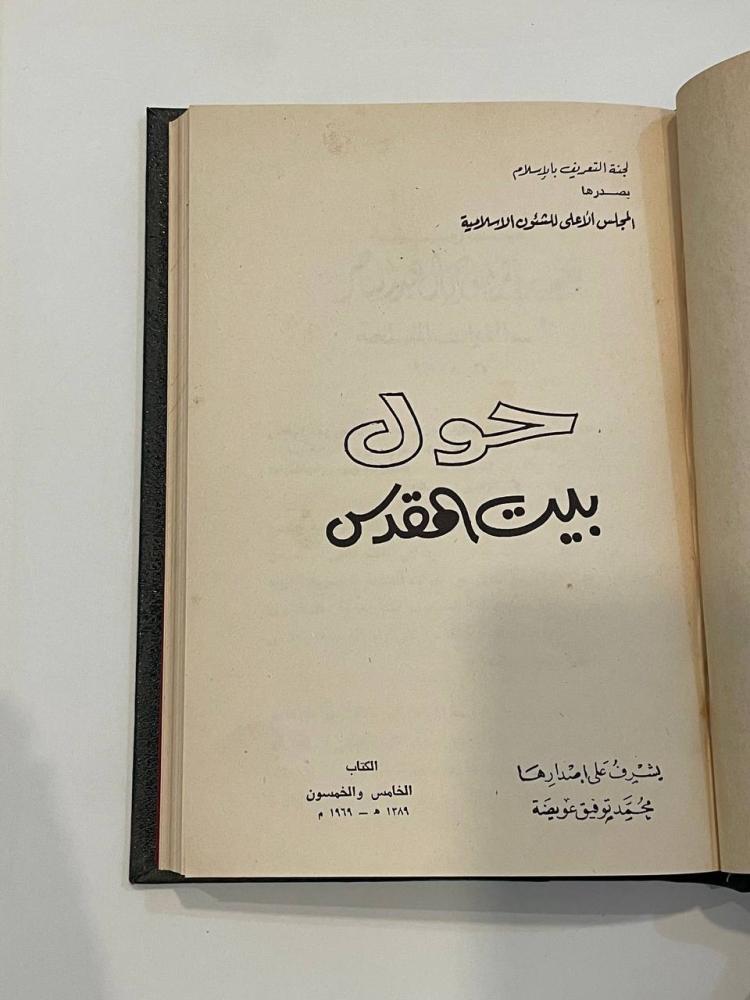 لجنة التعريف بالإسلام
يصدرها
المجلس الأعلى للشئون الاسلامية
حول
بيت المقدس
يشرف على إصدارها
محمد توفيق عويضة
الكتاب
الخامس والخمسون
١٣٨٩ هـ - ١٩٦٩ م